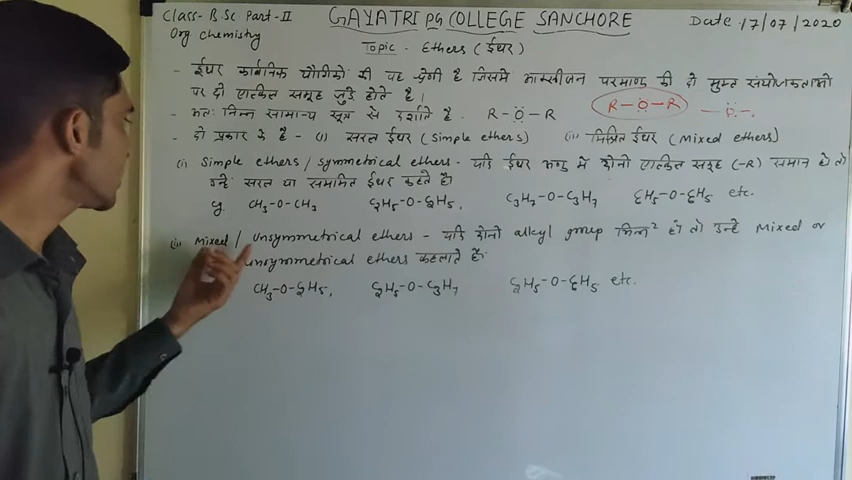 Class- B.Sc Part-II GAYATRI PG COLLEGE SANCHORE Date 17/07/2020
Org Chemistry
Topic - Ethers (ईथर)
- ईथर कार्बनिक यौगिकों की वह श्रेणी है जिसमे आक्सीजन परमाणु की दो मुक्त संयोजकताओं
पर दो एल्किल समूह जुड़े होते है। R-Ö-R -Ö-
- अतः निम्न सामान्य सूत्र से दर्शाते है. R-Ö-R
- दो प्रकार के है - (i) सरल ईथर (Simple ethers) (ii) मिश्रित ईथर (Mixed ethers)
(i) Simple ethers / symmetrical ethers - यदि ईथर अणु मे दोनो एल्किल समूह (-R) समान हो तो
उन्हे सरल या सममित ईथर कहते है।
CH3-O-CH3 C2H5-O-C2H5, C3H7-O-C3H7 C6H5-O-C6H5 etc.
(ii) Mixed / unsymmetrical ethers - यदि दोनो alkyl group भिन्न2 हो तो उन्हे Mixed or
unsymmetrical ethers कहलाते है।
CH3-O-C2H5, C2H5-O-C3H7 C2H5-O-C6H5 etc.